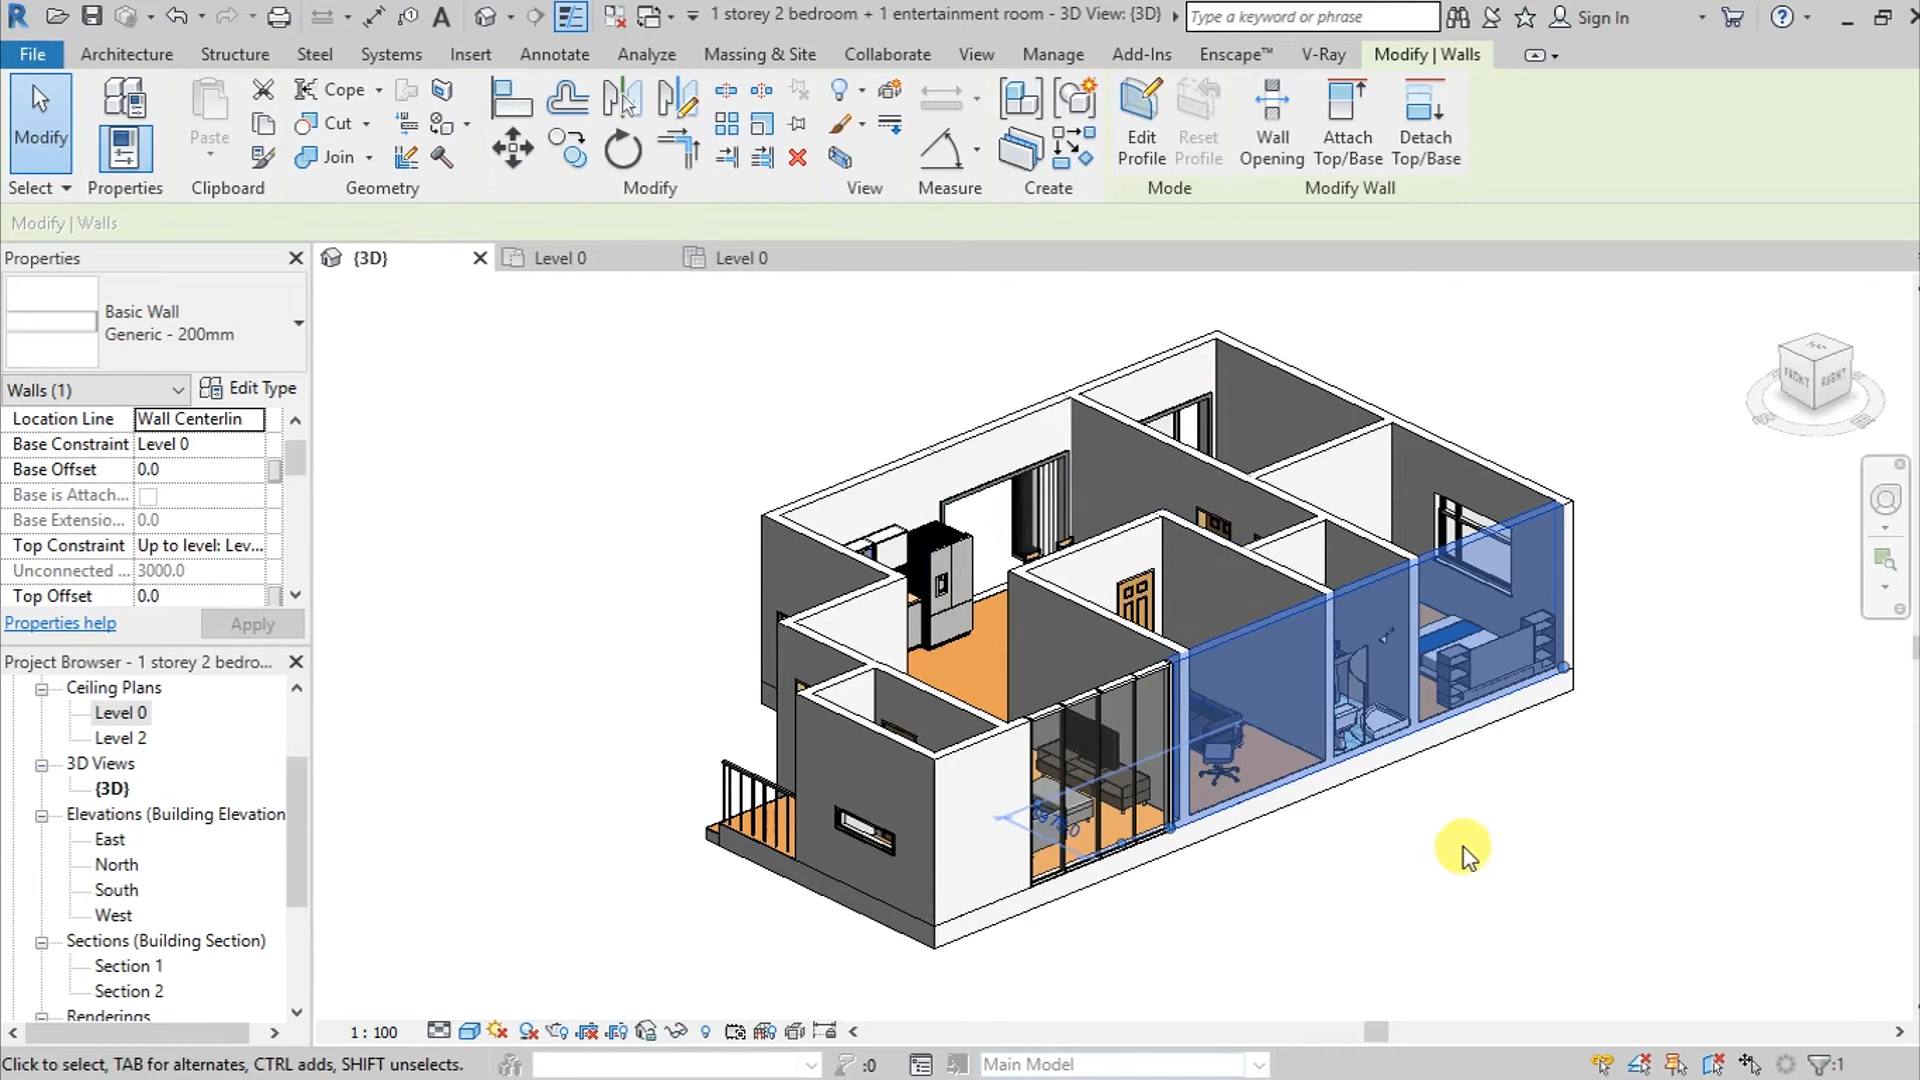 1 storey 2 bedroom + 1 entertainment room - 3D View: {3D}
Type a keyword or phrase
Sign In
File Architecture Structure Steel Systems Insert Annotate Analyze Massing & Site Collaborate View Manage Add-Ins Enscape™ V-Ray Modify | Walls
Modify
Paste
Cope
Cut
Join
Edit Profile
Reset Profile
Wall Opening
Attach Top/Base
Detach Top/Base
Select Properties Clipboard Geometry Modify View Measure Create Mode Modify Wall
Modify | Walls
Properties
{3D} Level 0 Level 0
Basic Wall
Generic - 200mm
Walls (1) Edit Type
Location Line Wall Centerlin
Base Constraint Level 0
Base Offset 0.0
Base is Attach...
Base Extensio... 0.0
Top Constraint Up to level: Lev...
Unconnected ... 3000.0
Top Offset 0.0
Properties help Apply
Project Browser - 1 storey 2 bedro...
Ceiling Plans
Level 0
Level 2
3D Views
{3D}
Elevations (Building Elevation
East
North
South
West
Sections (Building Section)
Section 1
Section 2
Renderings
FRONT RIGHT
1 : 100
Click to select, TAB for alternates, CTRL adds, SHIFT unselects.
:0
Main Model
:1